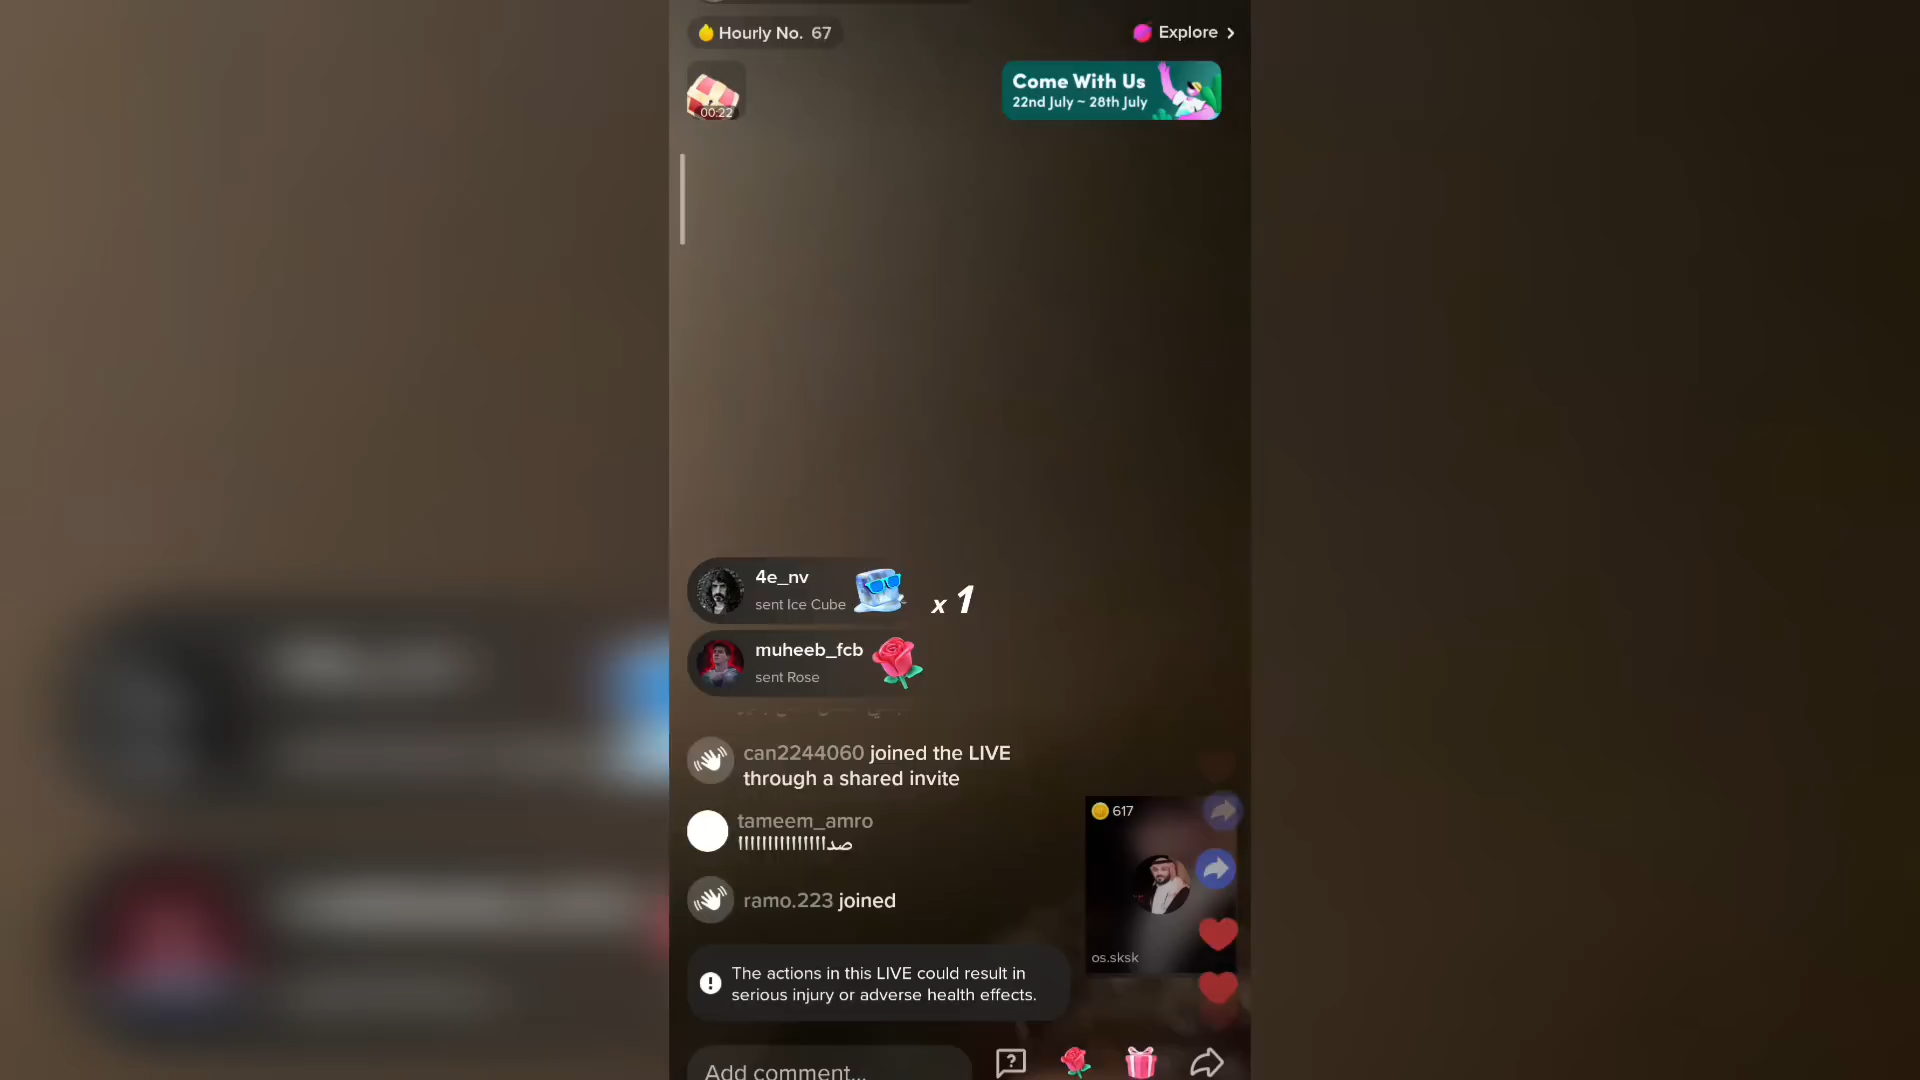 Hourly No. 67
Explore
00:22
Come With Us
22nd July ~ 28th July
4e_nv
sent Ice Cube
x 1
muheeb_fcb
sent Rose
can2244060 joined the LIVE
through a shared invite
tameem_amro
صداااااااااااااااا
ramo.223 joined
617
os.sksk
The actions in this LIVE could result in
serious injury or adverse health effects.
Add comment...